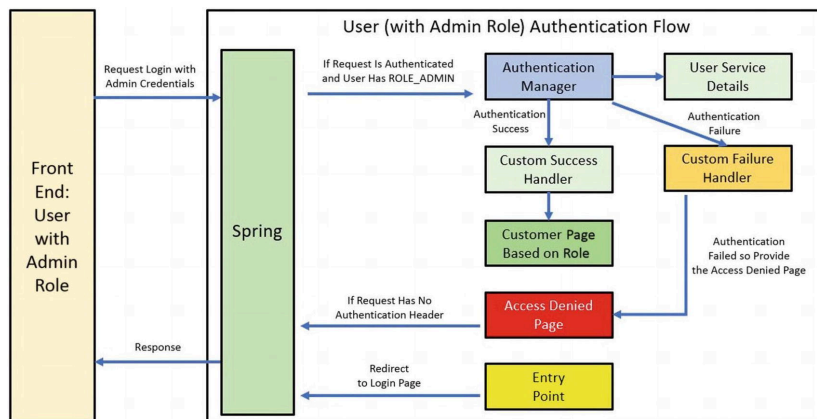 User (with Admin Role) Authentication Flow
Request Login with
Admin Credentials
Front
End:
User
with
Admin
Role
Spring
If Request Is Authenticated
and User Has ROLE_ADMIN
Authentication
Manager
User Service
Details
Authentication
Success
Authentication
Failure
Custom Success
Handler
Custom Failure
Handler
Customer Page
Based on Role
Authentication
Failed so Provide
the Access Denied Page
If Request Has No
Authentication Header
Access Denied
Page
Response
Redirect
to Login Page
Entry
Point